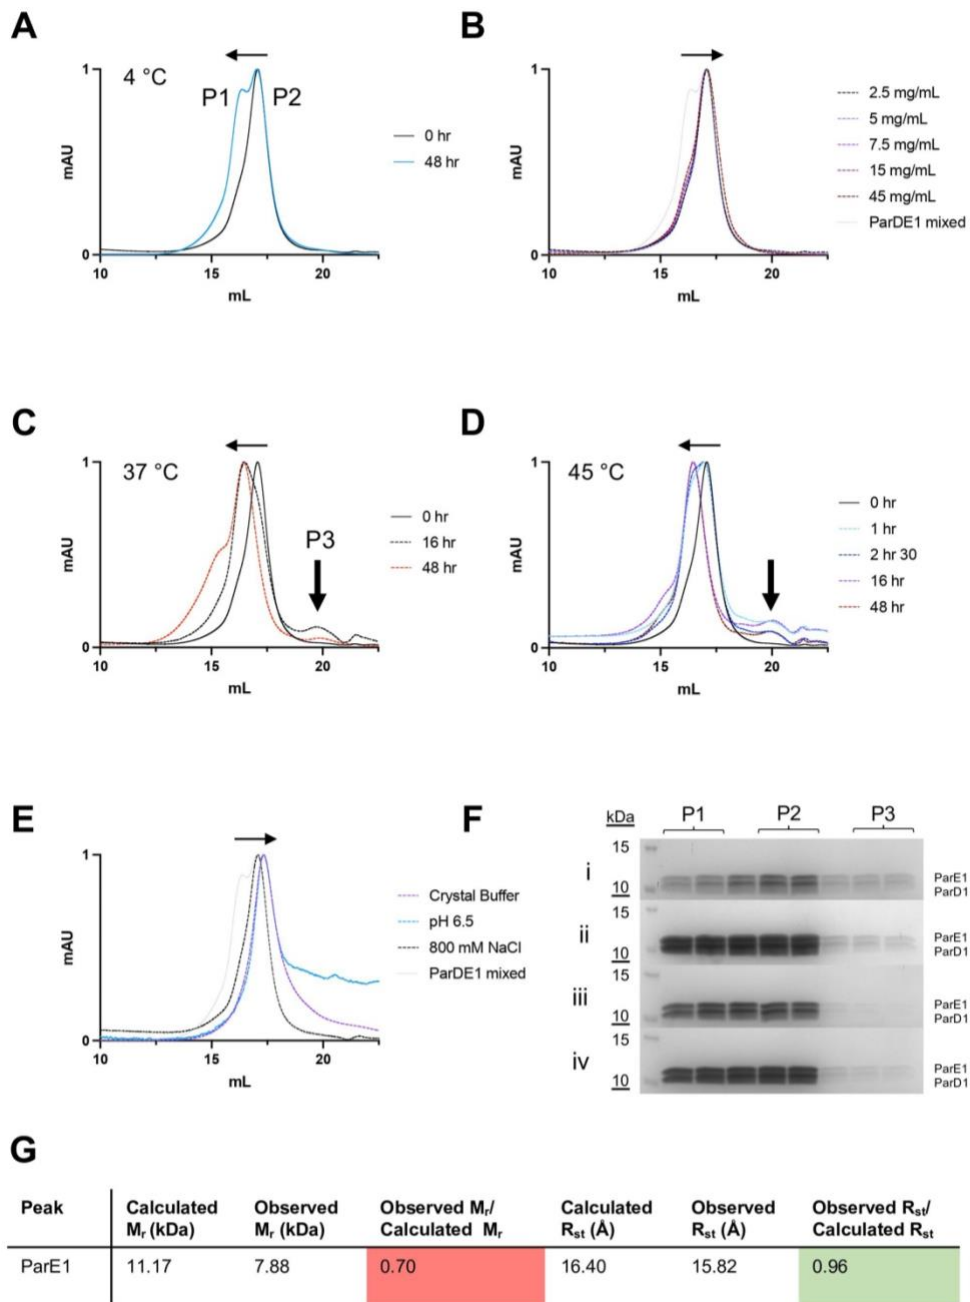 A
4 °C
P1 P2
1
mAU
0
10 15 20
mL
0 hr
48 hr
B
1
mAU
0
10 15 20
mL
2.5 mg/mL
5 mg/mL
7.5 mg/mL
15 mg/mL
45 mg/mL
ParDE1 mixed
C
37 °C
P3
1
mAU
0
10 15 20
mL
0 hr
16 hr
48 hr
D
45 °C
1
mAU
0
10 15 20
mL
0 hr
1 hr
2 hr 30
16 hr
48 hr
E
1
mAU
0
10 15 20
mL
Crystal Buffer
pH 6.5
800 mM NaCl
ParDE1 mixed
F
kDa P1 P2 P3
15
i
10
ParE1
ParD1
15
ii
10
ParE1
ParD1
15
iii
10
ParE1
ParD1
15
iv
10
ParE1
ParD1
G
Peak Calculated Mr (kDa) Observed Mr (kDa) Observed Mr/ Calculated Mr Calculated Rst (Å) Observed Rst (Å) Observed Rst/ Calculated Rst
ParE1 11.17 7.88 0.70 16.40 15.82 0.96